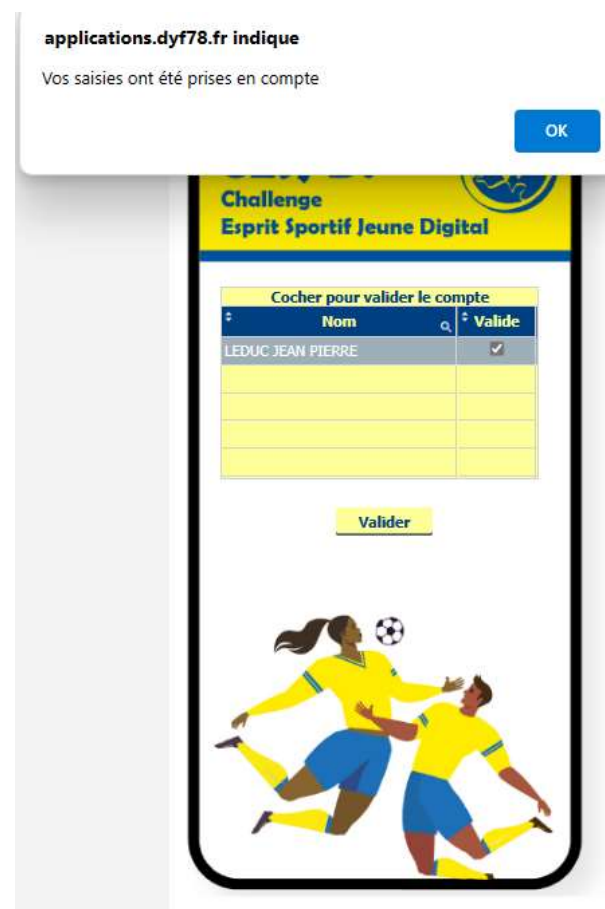 applications.dyf78.fr indique
Vos saisies ont été prises en compte
OK
Challenge
Esprit Sportif Jeune Digital
Cocher pour valider le compte
Nom
Valide
LEDUC JEAN PIERRE
Valider